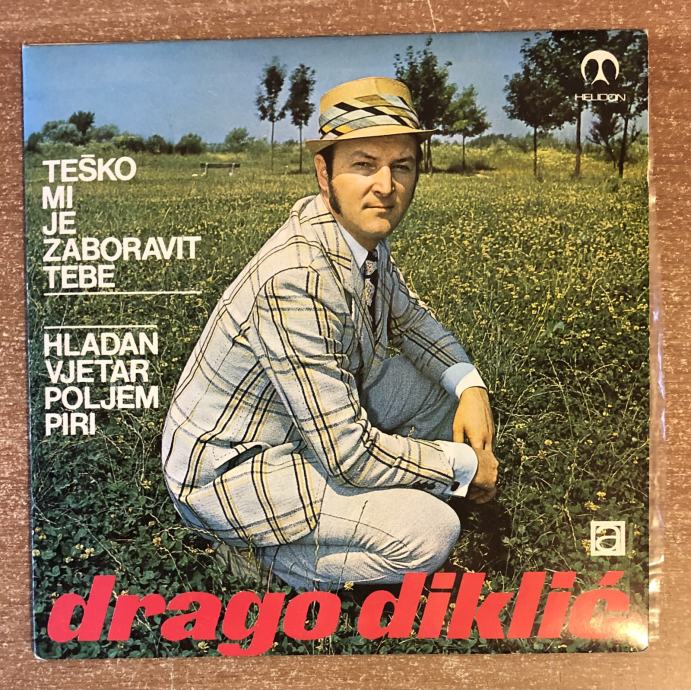 HELIDON
TEŠKO
MI
JE
ZABORAVIT
TEBE
HLADAN
VJETAR
POLJEM
PIRI
a
drago diklić